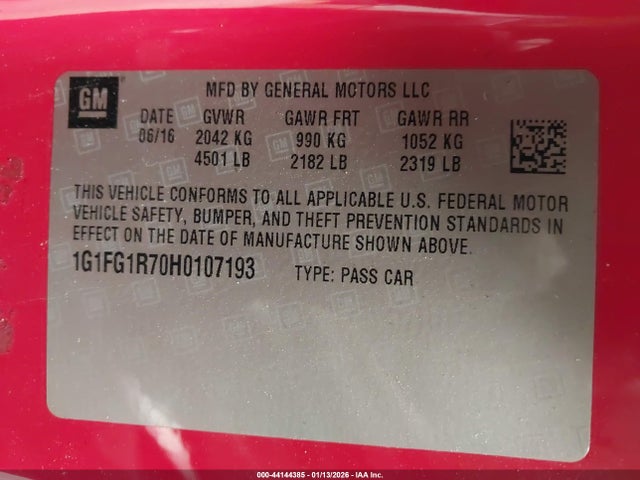 GM
MFD BY GENERAL MOTORS LLC
DATE GVWR GAWR FRT GAWR RR
06/16 2042 KG 990 KG 1052 KG
4501 LB 2182 LB 2319 LB
THIS VEHICLE CONFORMS TO ALL APPLICABLE U.S. FEDERAL MOTOR
VEHICLE SAFETY, BUMPER, AND THEFT PREVENTION STANDARDS IN
EFFECT ON THE DATE OF MANUFACTURE SHOWN ABOVE.
1G1FG1R70H0107193 TYPE: PASS CAR
000-44144385 | 01/13/2026 | IAA Inc.